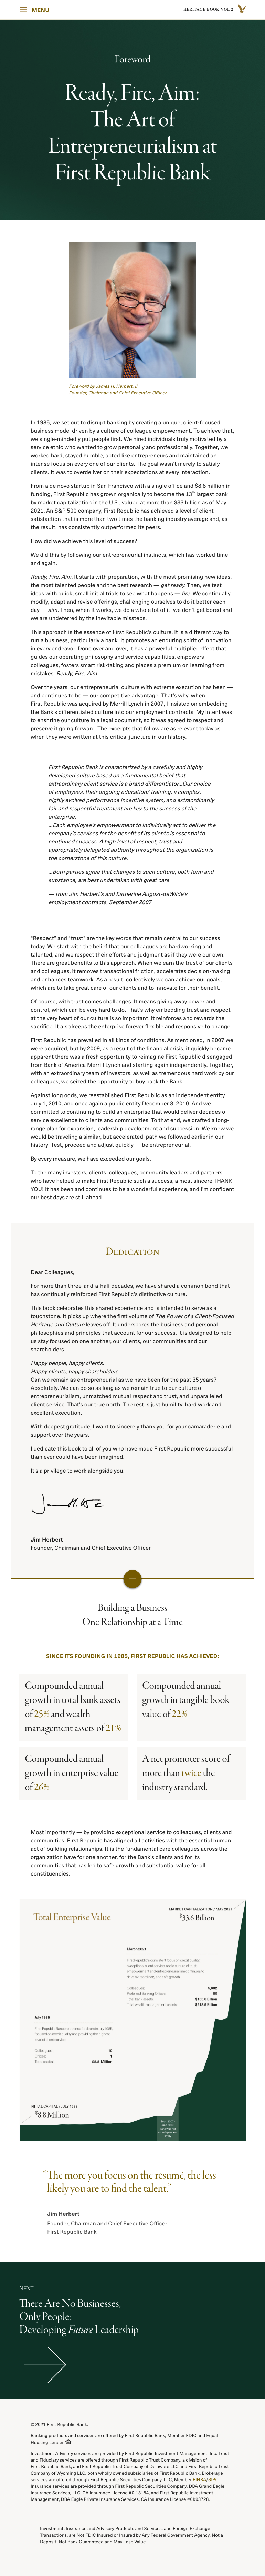 MENU
HERITAGE BOOK VOL 2
Foreword
Ready, Fire, Aim:
The Art of
Entrepreneurialism at
First Republic Bank
Foreword by James H. Herbert, II
Founder, Chairman and Chief Executive Officer
In 1985, we set out to disrupt banking by creating a unique, client-focused
business model driven by a culture of colleague empowerment. To achieve that,
we single-mindedly put people first. We hired individuals truly motivated by a
service ethic who wanted to grow personally and professionally. Together, we
worked hard, stayed humble, acted like entrepreneurs and maintained an
intense focus on every one of our clients. The goal wasn't merely to satisfy
clients. It was to overdeliver on their expectations at every interaction.
From a de novo startup in San Francisco with a single office and $8.8 million in
funding, First Republic has grown organically to become the 13th largest bank
by market capitalization in the U.S., valued at more than $33 billion as of May
2021. An S&P 500 company, First Republic has achieved a level of client
satisfaction that is more than two times the banking industry average and, as
the result, has consistently outperformed its peers.
How did we achieve this level of success?
We did this by following our entrepreneurial instincts, which has worked time
and again.
Ready, Fire, Aim. It starts with preparation, with the most promising new ideas,
the most talented people and the best research — get ready. Then, we test
ideas with quick, small initial trials to see what happens — fire. We continually
modify, adapt and revise offerings, challenging ourselves to do it better each
day — aim. Then, when it works, we do a whole lot of it, we don't get bored and
we are undeterred by the inevitable missteps.
This approach is the essence of First Republic's culture. It is a different way to
run a business, particularly a bank. It promotes an enduring spirit of innovation
in every endeavor. Done over and over, it has a powerful multiplier effect that
guides our operating philosophy and service capabilities, empowers
colleagues, fosters smart risk-taking and places a premium on learning from
mistakes. Ready, Fire, Aim.
Over the years, our entrepreneurial culture with extreme execution has been —
and continues to be — our competitive advantage. That's why, when
First Republic was acquired by Merrill Lynch in 2007, I insisted on embedding
the Bank's differentiated culture into our employment contracts. My intent was
to enshrine our culture in a legal document, so all involved agreed to respect and
preserve it going forward. The excerpts that follow are as relevant today as
when they were written at this critical juncture in our history.
First Republic Bank is characterized by a carefully and highly
developed culture based on a fundamental belief that
extraordinary client service is a brand differentiator...Our choice
of employees, their ongoing education/ training, a complex,
highly evolved performance incentive system, and extraordinarily
fair and respectful treatment are key to the success of the
enterprise.
...Each employee's empowerment to individually act to deliver the
company's services for the benefit of its clients is essential to
continued success. A high level of respect, trust and
appropriately delegated authority throughout the organization is
the cornerstone of this culture.
...Both parties agree that changes to such culture, both form and
substance, are best undertaken with great care.
— from Jim Herbert's and Katherine August-deWilde's
employment contracts, September 2007
"Respect" and "trust" are the key words that remain central to our success
today. We start with the belief that our colleagues are hardworking and
talented, and we respect their efforts and judgment as if they were our own.
There are great benefits to this approach: When we earn the trust of our clients
and colleagues, it removes transactional friction, accelerates decision-making
and enhances teamwork. As a result, collectively we can achieve our goals,
which are to take great care of our clients and to innovate for their benefit.
Of course, with trust comes challenges. It means giving away power and
control, which can be very hard to do. That's why embedding trust and respect
at the very heart of our culture is so important. It reinforces and rewards the
sacrifice. It also keeps the enterprise forever flexible and responsive to change.
First Republic has prevailed in all kinds of conditions. As mentioned, in 2007 we
were acquired, but by 2009, as a result of the financial crisis, it quickly became
apparent there was a fresh opportunity to reimagine First Republic disengaged
from Bank of America Merrill Lynch and starting again independently. Together,
with an extraordinary team of investors, as well as tremendous hard work by our
colleagues, we seized the opportunity to buy back the Bank.
Against long odds, we reestablished First Republic as an independent entity
July 1, 2010, and once again a public entity December 8, 2010. And we
committed to continuing to build an enterprise that would deliver decades of
service excellence to clients and communities. To that end, we drafted a long-
range plan for expansion, leadership development and succession. We knew we
would be traveling a similar, but accelerated, path we followed earlier in our
history: Test, proceed and adjust quickly — be entrepreneurial.
By every measure, we have exceeded our goals.
To the many investors, clients, colleagues, community leaders and partners
who have helped to make First Republic such a success, a most sincere THANK
YOU! It has been and continues to be a wonderful experience, and I'm confident
our best days are still ahead.
DEDICATION
Dear Colleagues,
For more than three-and-a-half decades, we have shared a common bond that
has continually reinforced First Republic's distinctive culture.
This book celebrates this shared experience and is intended to serve as a
touchstone. It picks up where the first volume of The Power of a Client-Focused
Heritage and Culture leaves off. It underscores the business and personal
philosophies and principles that account for our success. It is designed to help
us stay focused on one another, our clients, our communities and our
shareholders.
Happy people, happy clients.
Happy clients, happy shareholders.
Can we remain as entrepreneurial as we have been for the past 35 years?
Absolutely. We can do so as long as we remain true to our culture of
entrepreneurialism, unmatched mutual respect and trust, and unparalleled
client service. That's our true north. The rest is just humility, hard work and
excellent execution.
With deepest gratitude, I want to sincerely thank you for your camaraderie and
support over the years.
I dedicate this book to all of you who have made First Republic more successful
than ever could have been imagined.
It's a privilege to work alongside you.
Jim Herbert
Founder, Chairman and Chief Executive Officer
Building a Business
One Relationship at a Time
SINCE ITS FOUNDING IN 1985, FIRST REPUBLIC HAS ACHIEVED:
Compounded annual
growth in total bank assets
of 25% and wealth
management assets of 21%
Compounded annual
growth in tangible book
value of 22%
Compounded annual
growth in enterprise value
of 26%
A net promoter score of
more than twice the
industry standard.
Most importantly — by providing exceptional service to colleagues, clients and
communities, First Republic has aligned all activities with the essential human
act of building relationships. It is the fundamental care colleagues across the
organization have for one another, for the Bank's clients and for its
communities that has led to safe growth and substantial value for all
constituencies.
Total Enterprise Value
MARKET CAPITALIZATION / MAY 2021
$33.6 Billion
March 2021
Colleagues
Preferred Banking Offices
Total bank assets
Total wealth management assets
July 1985
Colleagues 10
Offices 1
Total capital $8.8 Million
INITIAL CAPITAL / JULY 1985
$8.8 Million
"The more you focus on the résumé, the less
likely you are to find the talent."
Jim Herbert
Founder, Chairman and Chief Executive Officer
First Republic Bank
NEXT
There Are No Businesses,
Only People:
Developing Future Leadership
© 2021 First Republic Bank.
Banking products and services are offered by First Republic Bank, Member FDIC and Equal
Housing Lender
Investment Advisory services are provided by First Republic Investment Management, Inc. Trust
and Fiduciary services are offered through First Republic Trust Company, a division of
First Republic Bank, and First Republic Trust Company of Delaware LLC and First Republic Trust
Company of Wyoming LLC, both wholly owned subsidiaries of First Republic Bank. Brokerage
services are offered through First Republic Securities Company, LLC, Member FINRA/SIPC.
Insurance services are provided through First Republic Securities Company, DBA Grand Eagle
Insurance Services, LLC, CA Insurance License #0I13184, and First Republic Investment
Management, DBA Eagle Private Insurance Services, CA Insurance License #0K93728.
Investment, Insurance and Advisory Products and Services, and Foreign Exchange
Transactions, are Not FDIC Insured or Insured by Any Federal Government Agency, Not a
Deposit, Not Bank Guaranteed and May Lose Value.